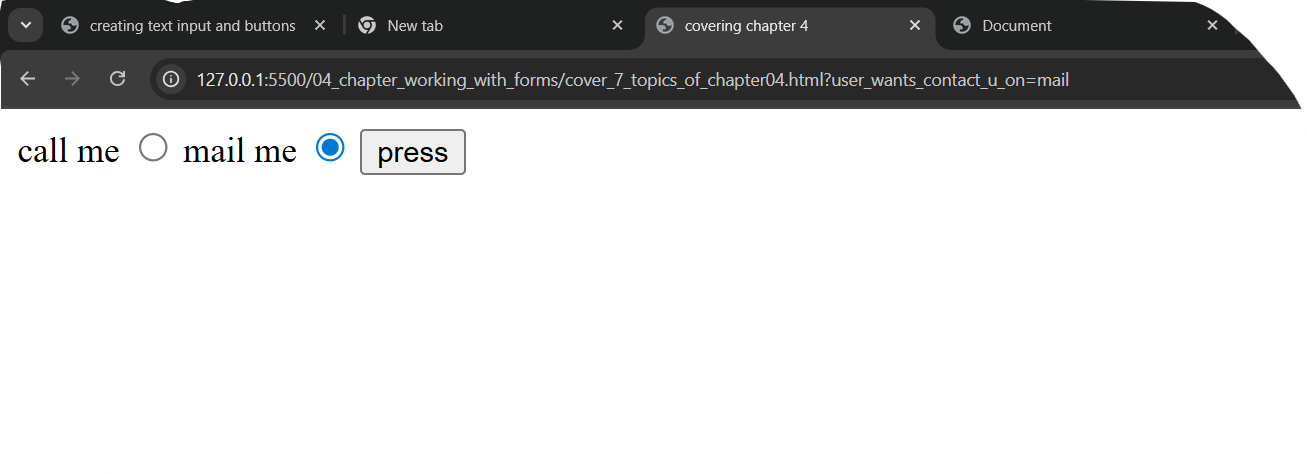 creating text input and buttons New tab covering chapter 4 Document
127.0.0.1:5500/04_chapter_working_with_forms/cover_7_topics_of_chapter04.html?user_wants_contact_u_on=mail
call me mail me press